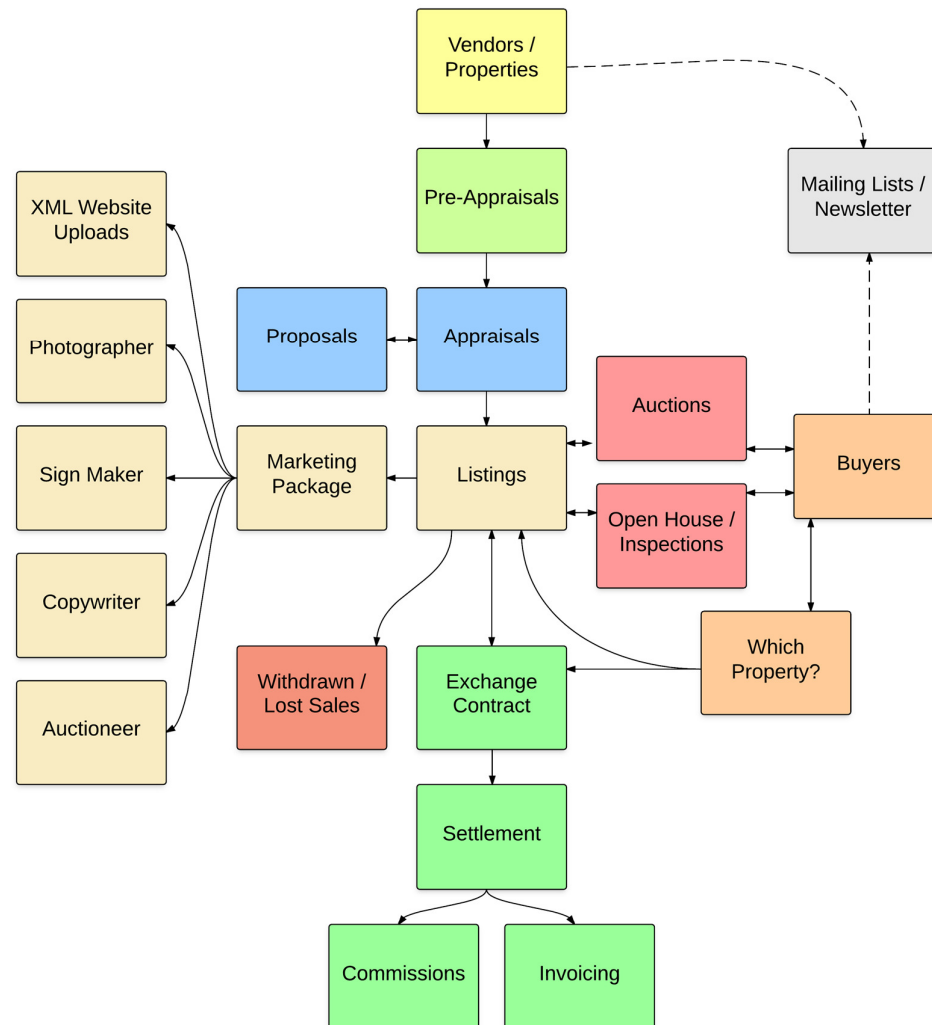 Vendors /
Properties
Pre-Appraisals
Mailing Lists /
Newsletter
XML Website
Uploads
Photographer
Proposals
Appraisals
Auctions
Sign Maker
Marketing
Package
Listings
Buyers
Open House /
Inspections
Copywriter
Withdrawn /
Lost Sales
Exchange
Contract
Which
Property?
Auctioneer
Settlement
Commissions
Invoicing